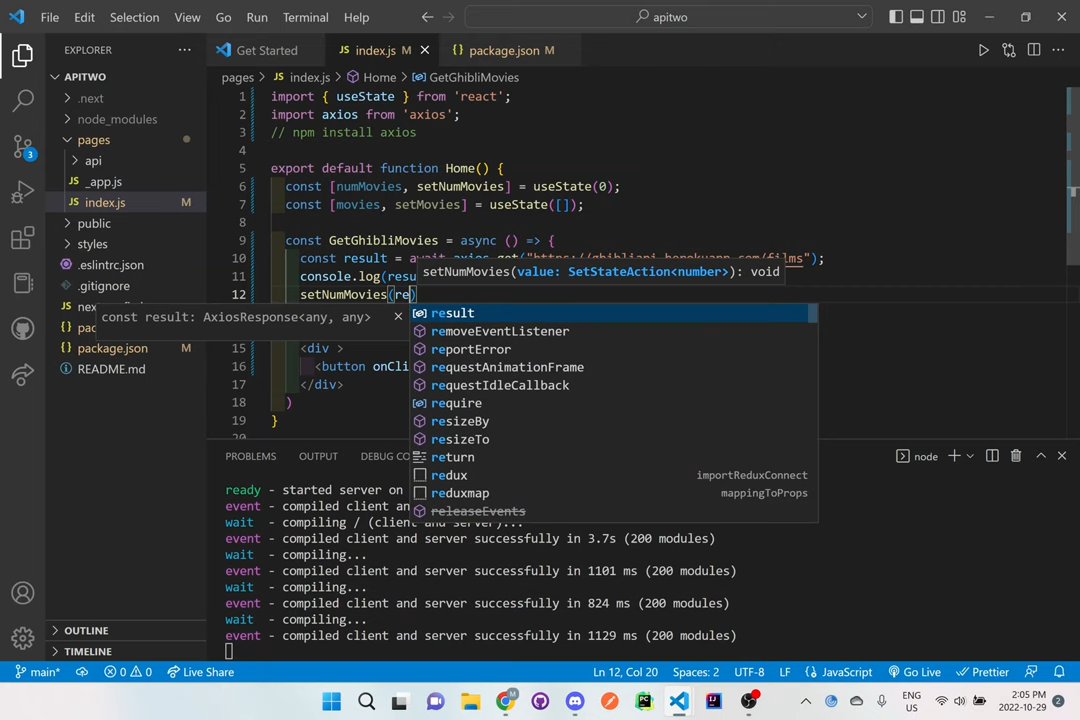 File Edit Selection View Go Run Terminal Help apitwo
EXPLORER
Get Started
JS index.js M
{} package.json M
APITWO
pages > JS index.js > Home > GetGhibliMovies
.next
node_modules
pages
api
JS _app.js
JS index.js M
public
styles
.eslintrc.json
.gitignore
{} package.json M
README.md
OUTLINE
TIMELINE
1 import { useState } from 'react';
2 import axios from 'axios';
3 // npm install axios
4
5 export default function Home() {
6 const [numMovies, setNumMovies] = useState(0);
7 const [movies, setMovies] = useState([]);
8
9 const GetGhibliMovies = async () => {
10 const result = await axios.get("https://ghibliapi.herokuapp.com/films");
11 console.log(resu
setNumMovies(value: SetStateAction<number>): void
12 setNumMovies(re)
const result: AxiosResponse<any, any>
15 <div >
16 <button onCli
17 </div>
18 )
19 }
20
result
removeEventListener
reportError
requestAnimationFrame
requestIdleCallback
require
resizeBy
resizeTo
return
redux importReduxConnect
reduxmap mappingToProps
releaseEvents
PROBLEMS OUTPUT DEBUG CO
node
ready - started server on
event - compiled client and
wait - compiling / (client and server)...
event - compiled client and server successfully in 3.7s (200 modules)
wait - compiling...
event - compiled client and server successfully in 1101 ms (200 modules)
wait - compiling...
event - compiled client and server successfully in 824 ms (200 modules)
wait - compiling...
event - compiled client and server successfully in 1129 ms (200 modules)
main* 0 0 Live Share Ln 12, Col 20 Spaces: 2 UTF-8 LF JavaScript Go Live Prettier
ENG US
2:05 PM
2022-10-29